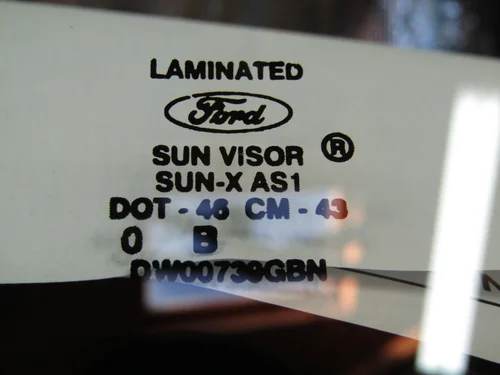 LAMINATED
Ford
SUN VISOR ®
SUN-X AS1
DOT - 46 CM - 43
0 B
DW00739GBN